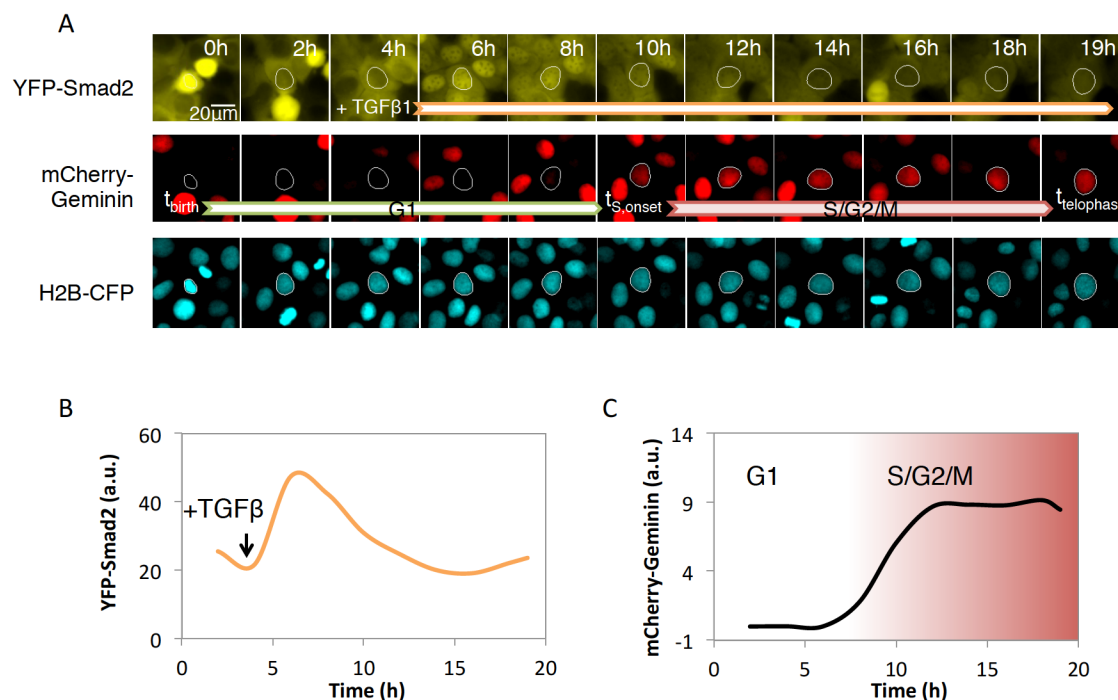 A
0h 2h 4h 6h 8h 10h 12h 14h 16h 18h 19h
YFP-Smad2
20µm
+ TGFβ1
mCherry-
Geminin
t birth
G1
t S,onset
S/G2/M
t telophas
H2B-CFP
B
YFP-Smad2 (a.u.)
60
40
20
0
+TGFβ
0 5 10 15 20
Time (h)
C
mCherry-Geminin (a.u.)
14
9
4
-1
G1
S/G2/M
0 5 10 15 20
Time (h)